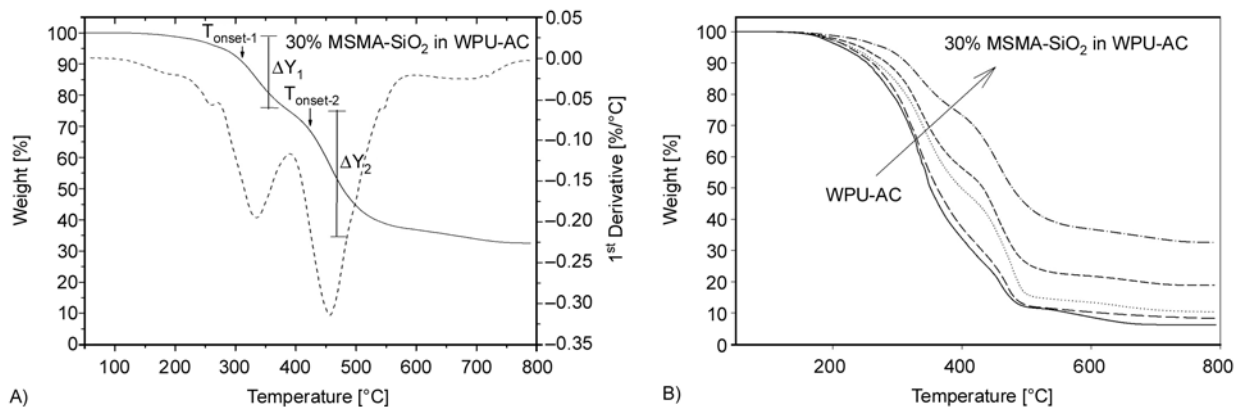 30% MSMA-SiO₂ in WPU-AC
T onset-1
ΔY₁
T onset-2
ΔY₂
Weight [%]
100
90
80
70
60
50
40
30
20
10
0
0.05
0.00
−0.05
−0.10
−0.15
−0.20
−0.25
−0.30
−0.35
1st Derivative [%/°C]
100 200 300 400 500 600 700 800
Temperature [°C]
A)
30% MSMA-SiO₂ in WPU-AC
WPU-AC
Weight [%]
100
90
80
70
60
50
40
30
20
10
0
200 400 600 800
Temperature [°C]
B)